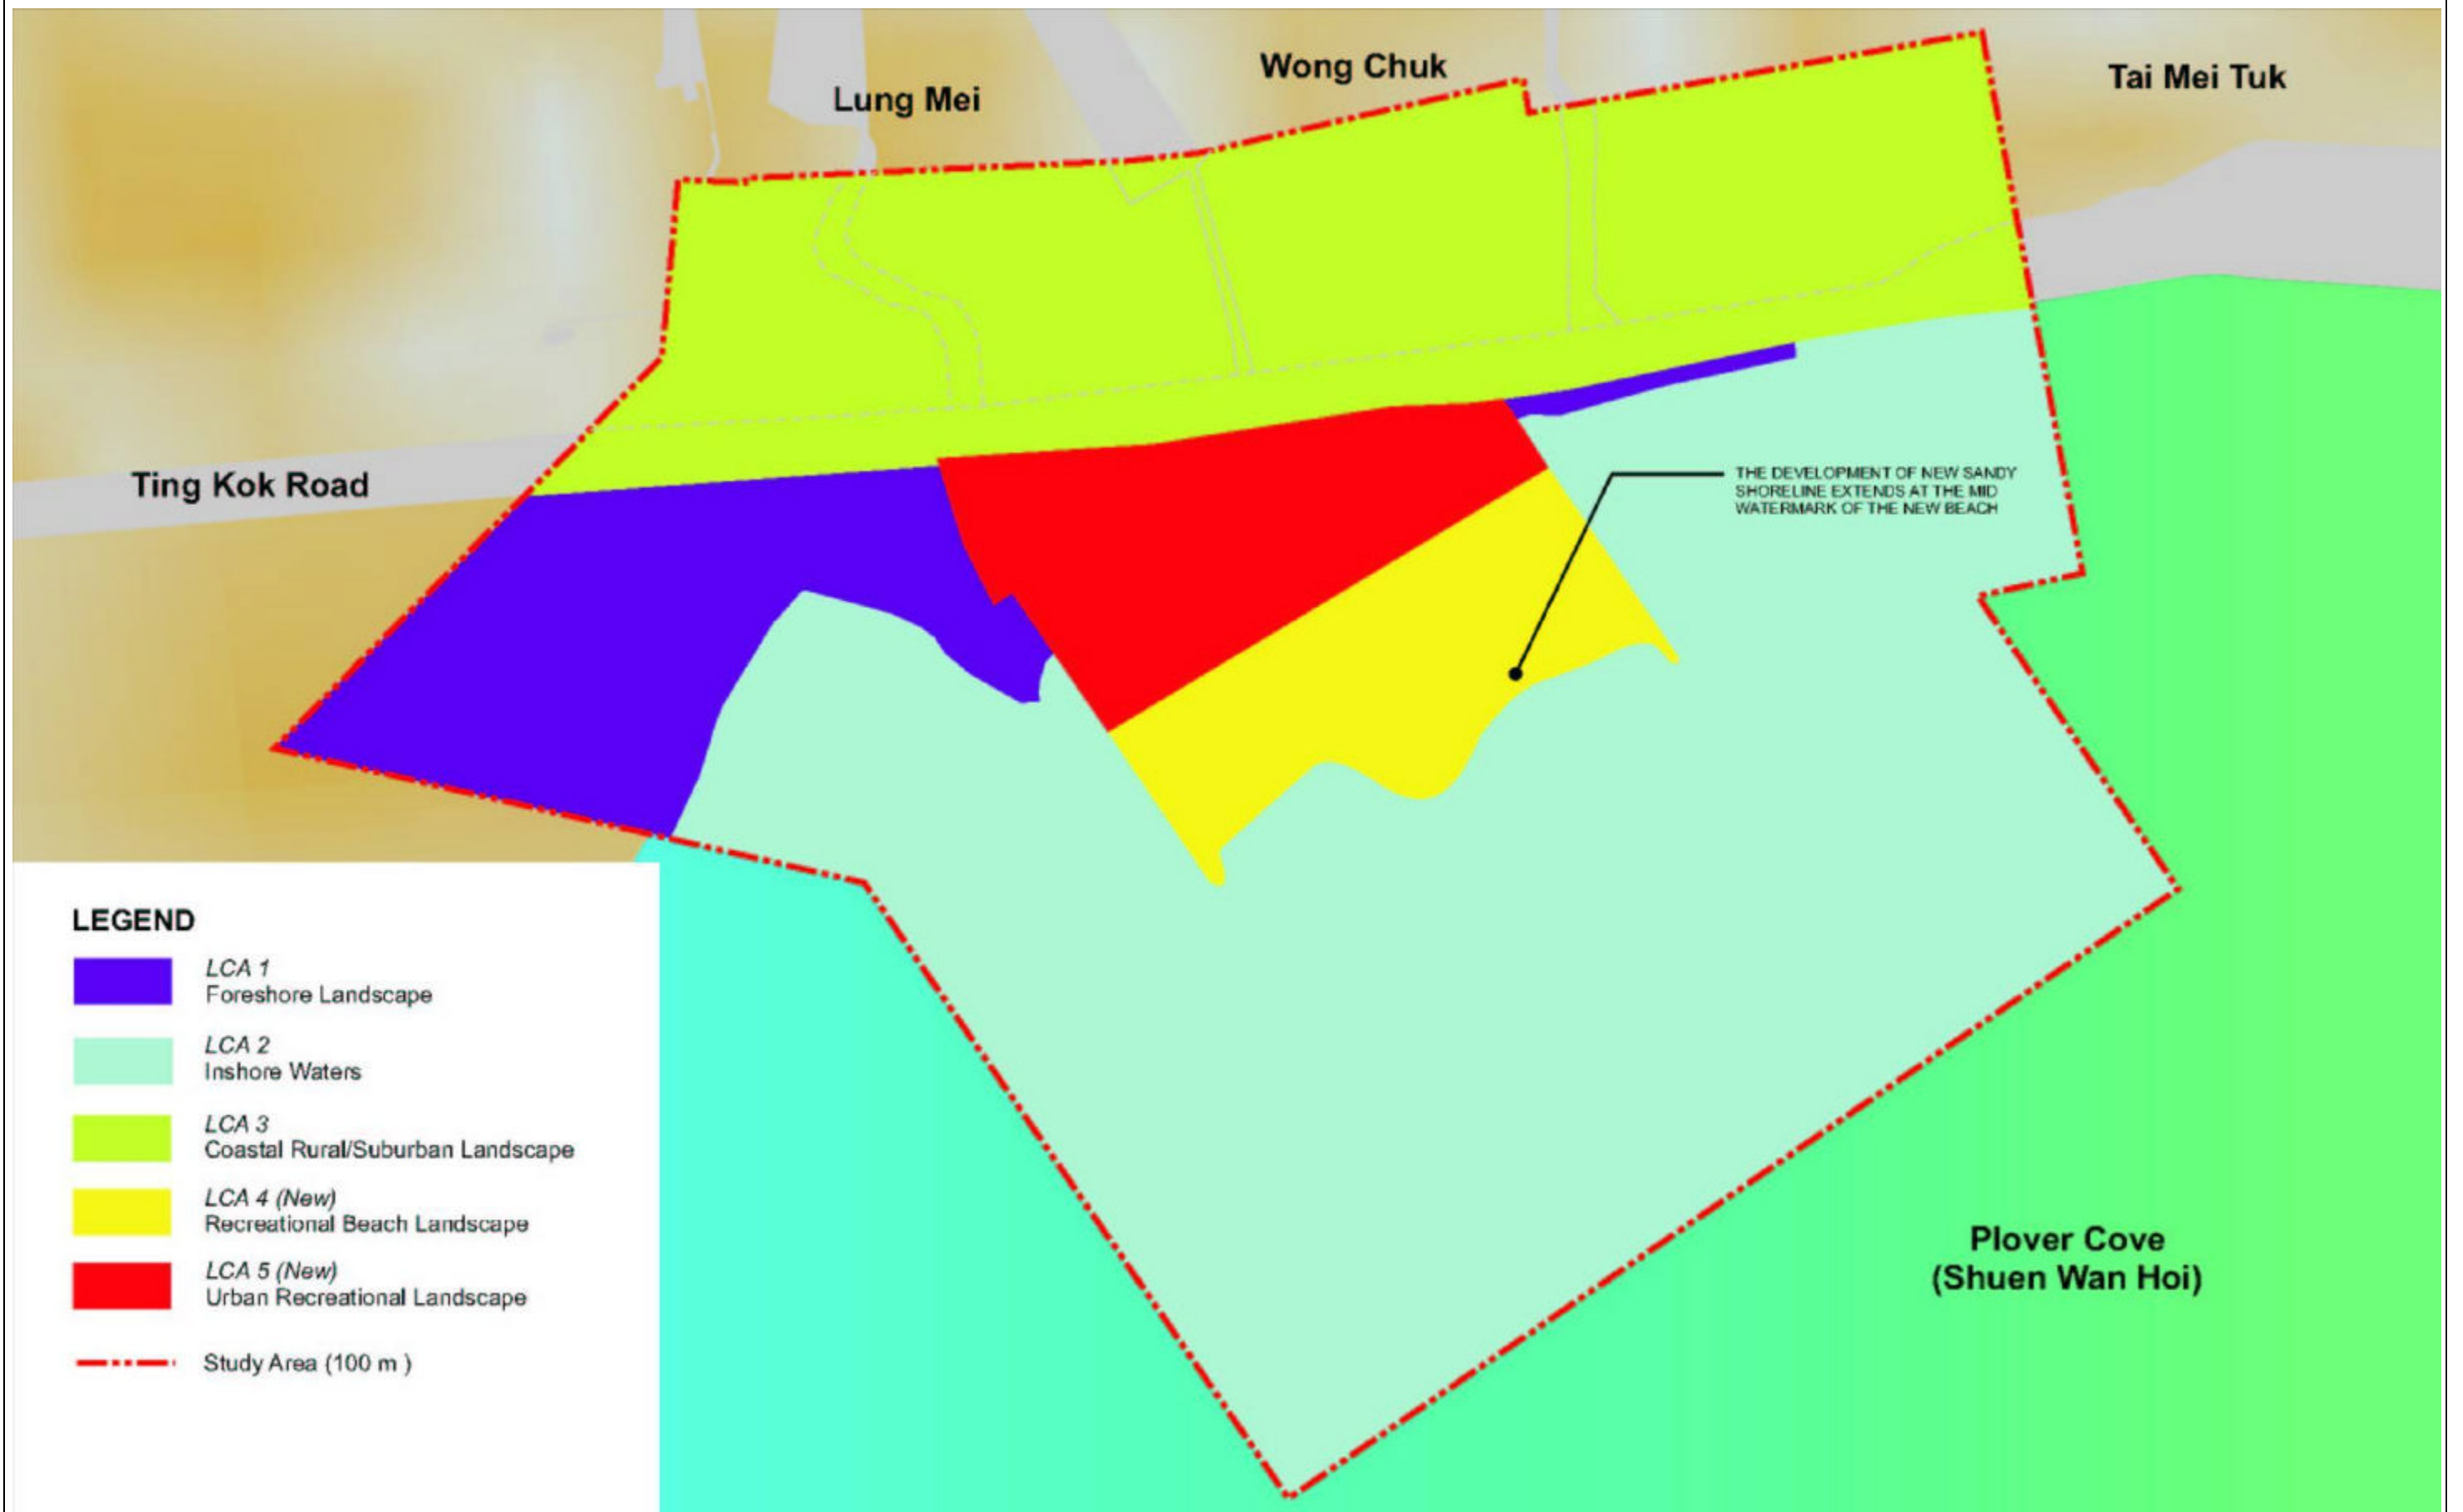 Wong Chuk
Tai Mei Tuk
Lung Mei
Ting Kok Road
THE DEVELOPMENT OF NEW SANDY
SHORELINE EXTENDS AT THE MID
WATERMARK OF THE NEW BEACH
LEGEND
LCA 1
Foreshore Landscape
LCA 2
Inshore Waters
LCA 3
Coastal Rural/Suburban Landscape
LCA 4 (New)
Recreational Beach Landscape
LCA 5 (New)
Urban Recreational Landscape
Study Area (100 m )
Plover Cove
(Shuen Wan Hoi)